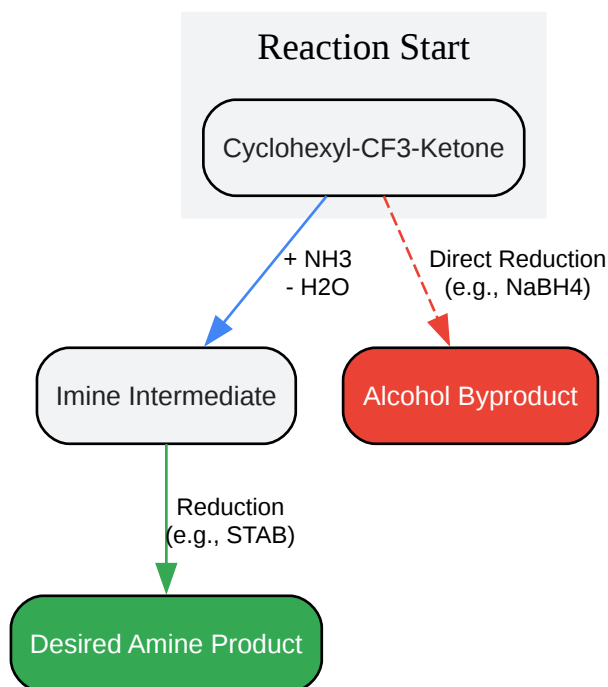 Reaction Start
Cyclohexyl-CF3-Ketone
+ NH3
- H2O
Direct Reduction
(e.g., NaBH4)
Imine Intermediate
Alcohol Byproduct
Reduction
(e.g., STAB)
Desired Amine Product